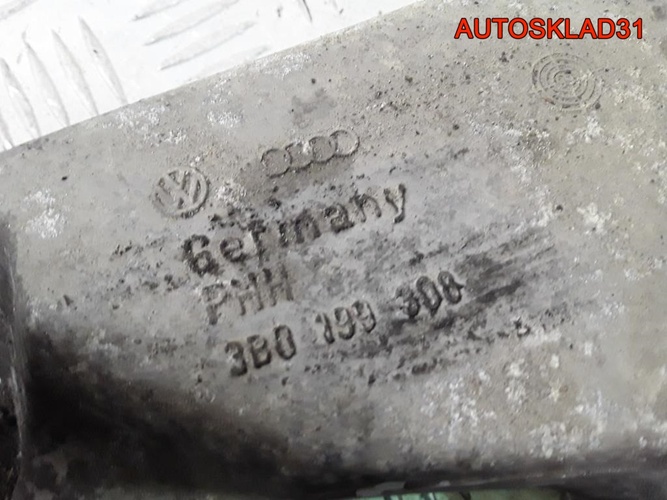 AUTOSKLAD31
Germany
PHH
3B0 199 308